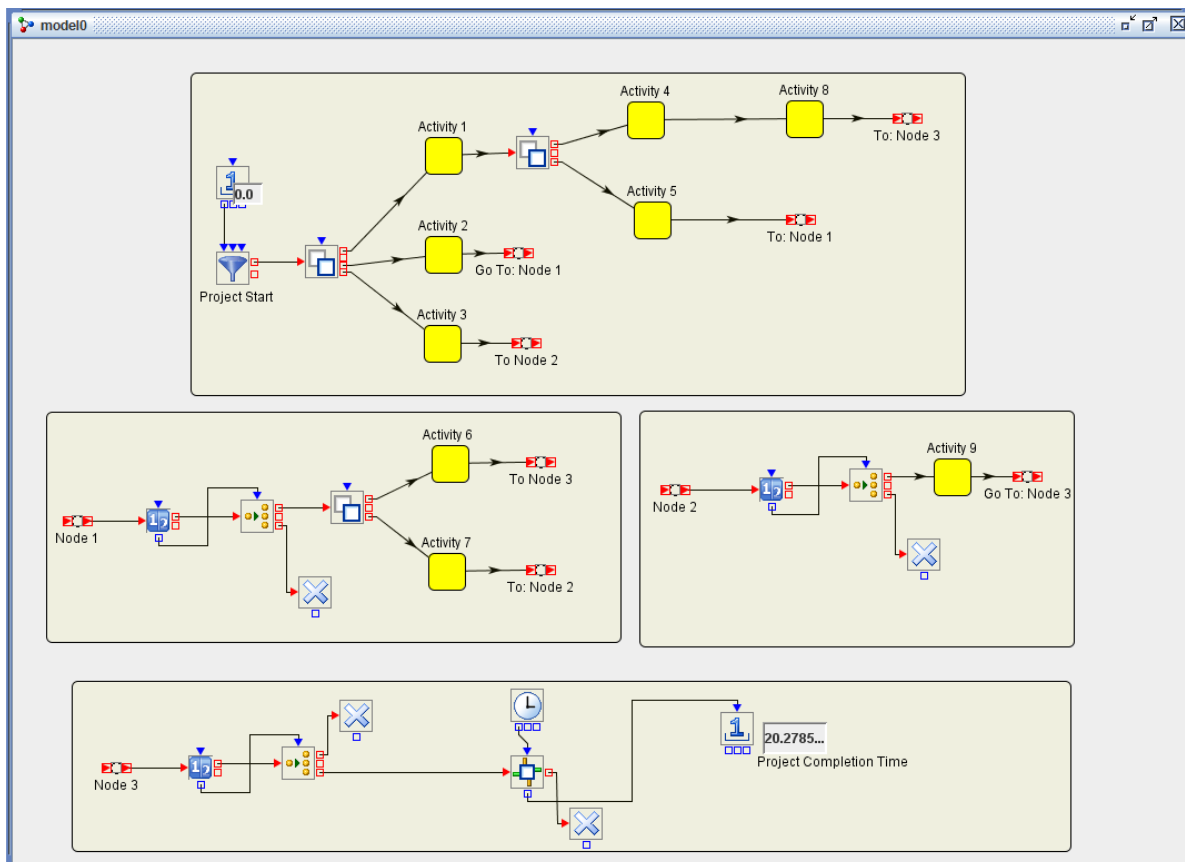 model0
Activity 4
Activity 8
To: Node 3
Activity 1
1
0.0
Activity 5
To: Node 1
Activity 2
Go To: Node 1
Project Start
Activity 3
To Node 2
Activity 6
To Node 3
12
Node 1
Activity 7
To: Node 2
Activity 9
12
Node 2
Go To: Node 3
1
20.2785...
Project Completion Time
12
Node 3